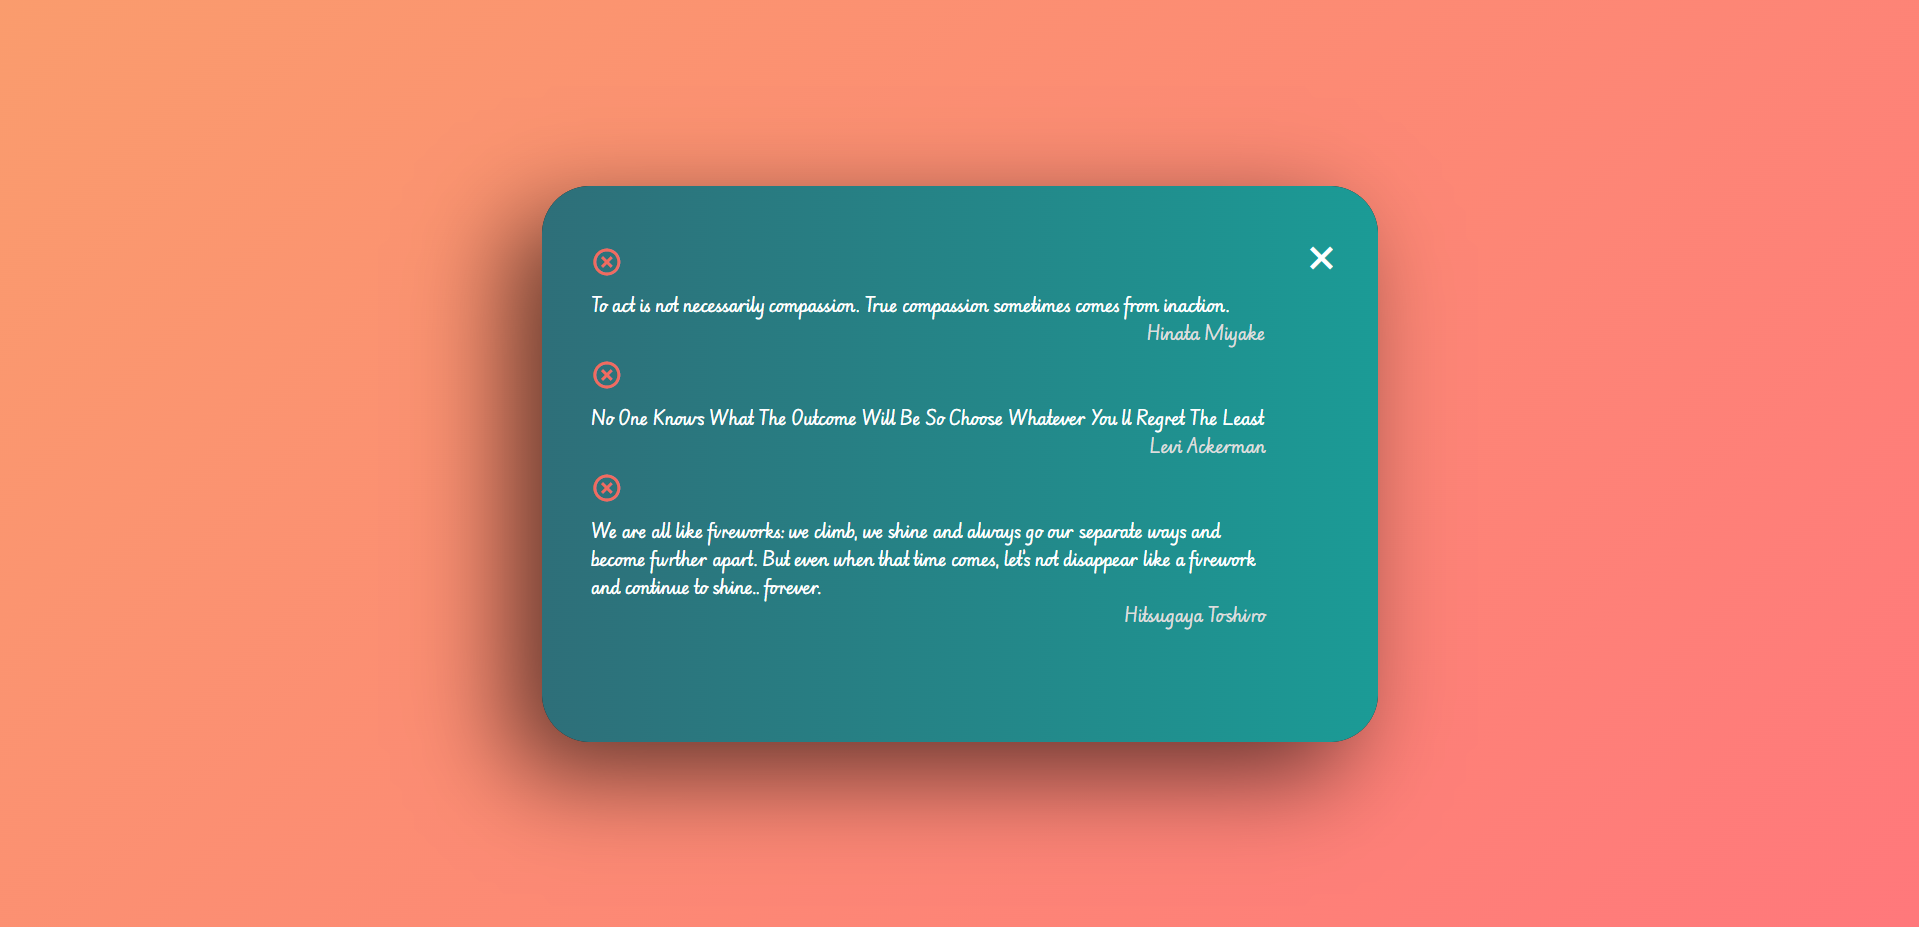 To act is not necessarily compassion. True compassion sometimes comes from inaction.
Hinata Miyake
No One Knows What The Outcome Will Be So Choose Whatever You ll Regret The Least
Levi Ackerman
We are all like fireworks: we climb, we shine and always go our separate ways and
become further apart. But even when that time comes, let's not disappear like a firework
and continue to shine.. forever.
Hitsugaya Toshiro